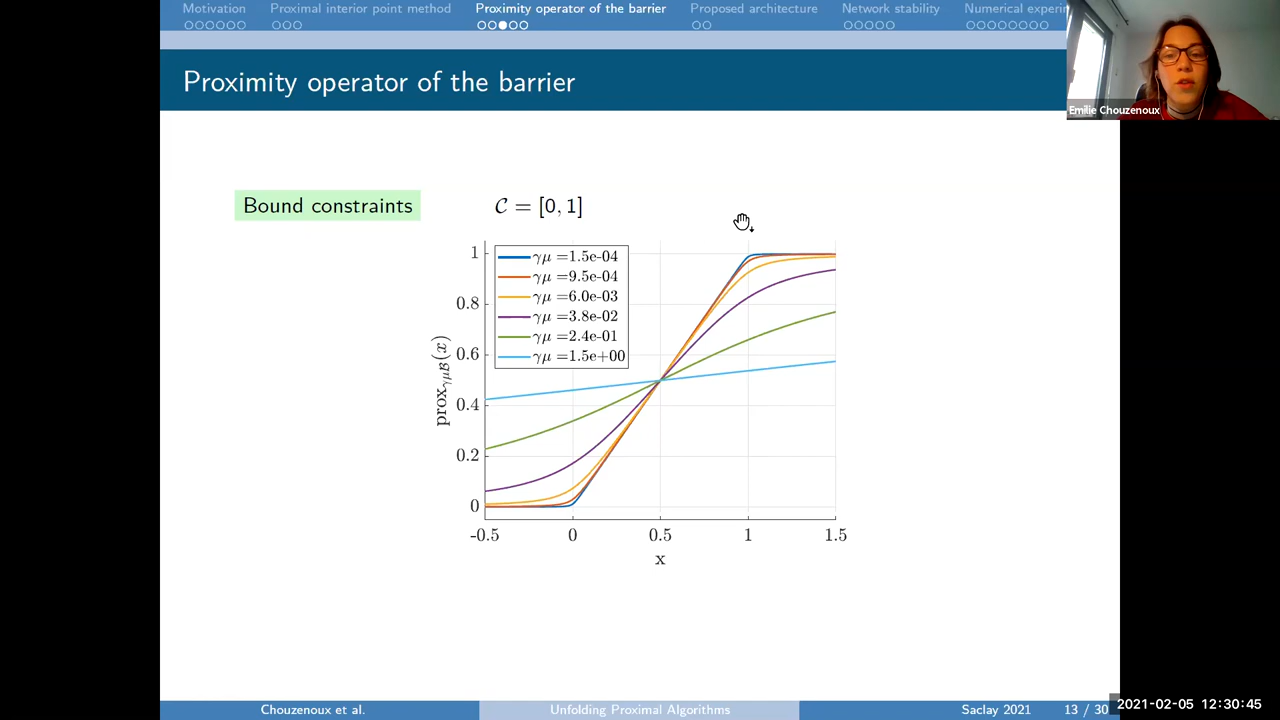 Motivation Proximal interior point method Proximity operator of the barrier Proposed architecture Network stability Numerical experim
Emilie Chouzenoux
Proximity operator of the barrier
Bound constraints
𝒞 = [0, 1]
γμ =1.5e-04
γμ =9.5e-04
γμ =6.0e-03
γμ =3.8e-02
γμ =2.4e-01
γμ =1.5e+00
1
0.8
0.6
0.4
0.2
0
prox_{γμℬ}(x)
-0.5 0 0.5 1 1.5
x
Chouzenoux et al. Unfolding Proximal Algorithms Saclay 2021 13 / 30
2021-02-05 12:30:45